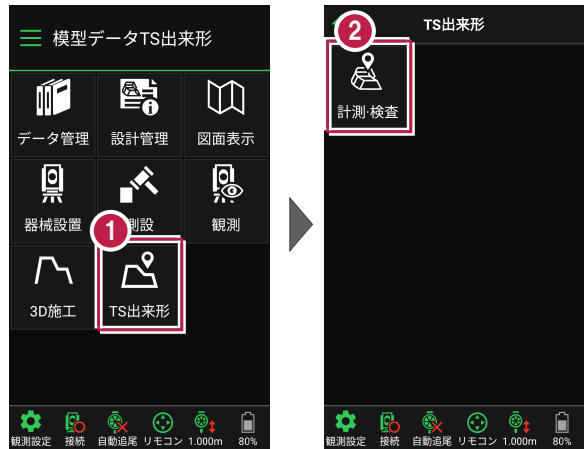 模型データTS出来形
データ管理
設計管理
図面表示
器械設置
測設
観測
1
3D施工
TS出来形
観測設定
接続
自動追尾
リモコン
1.000m
80%
TS出来形
2
計測・検査
観測設定
接続
自動追尾
リモコン
1.000m
80%